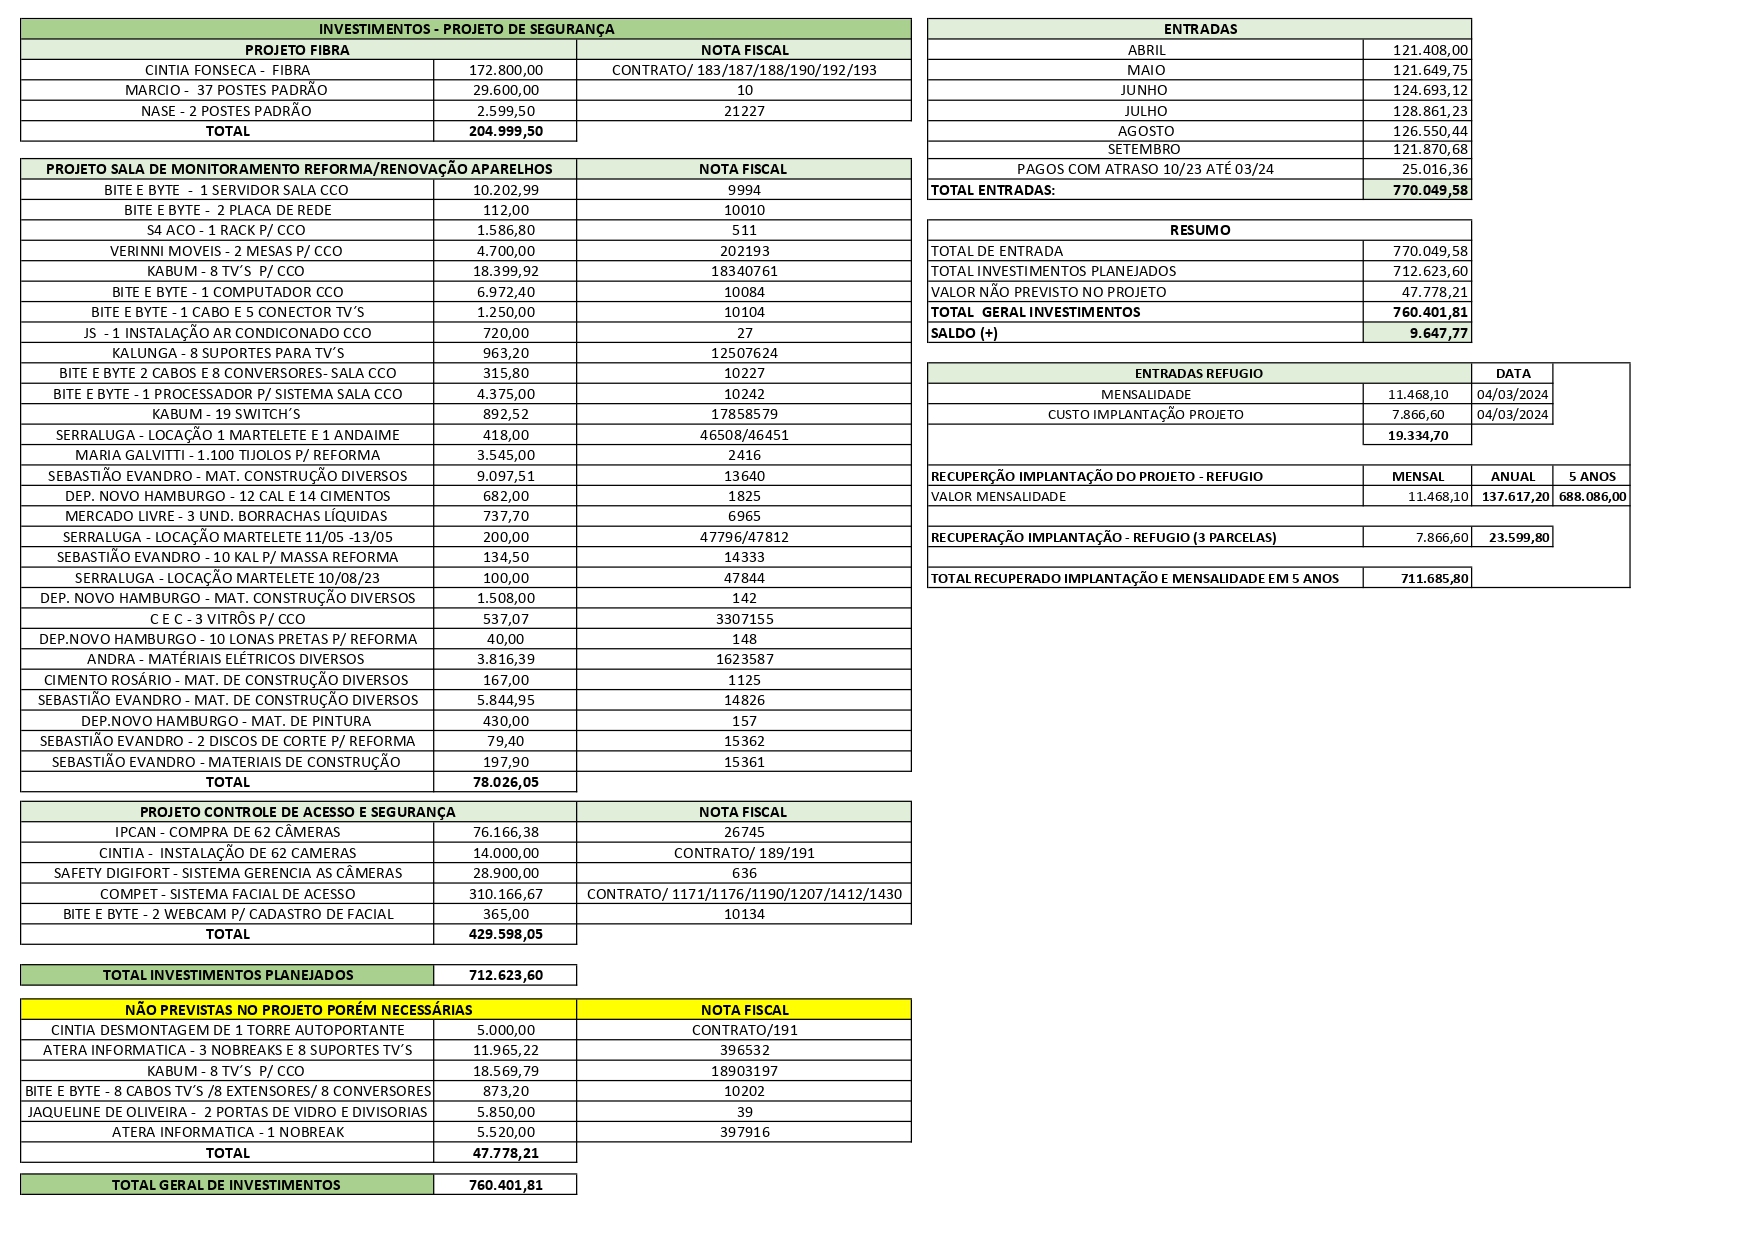 INVESTIMENTOS - PROJETO DE SEGURANÇA
PROJETO FIBRA NOTA FISCAL
CINTIA FONSECA - FIBRA 172.800,00 CONTRATO/ 183/187/188/190/192/193
MARCIO - 37 POSTES PADRÃO 29.600,00 10
NASE - 2 POSTES PADRÃO 2.599,50 21227
TOTAL 204.999,50
PROJETO SALA DE MONITORAMENTO REFORMA/RENOVAÇÃO APARELHOS NOTA FISCAL
BITE E BYTE - 1 SERVIDOR SALA CCO 10.202,99 9994
BITE E BYTE - 2 PLACA DE REDE 112,00 10010
S4 ACO - 1 RACK P/ CCO 1.586,80 511
VERINNI MOVEIS - 2 MESAS P/ CCO 4.700,00 202193
KABUM - 8 TV´S P/ CCO 18.399,92 18340761
BITE E BYTE - 1 COMPUTADOR CCO 6.972,40 10084
BITE E BYTE - 1 CABO E 5 CONECTOR TV´S 1.250,00 10104
JS - 1 INSTALAÇÃO AR CONDICONADO CCO 720,00 27
KALUNGA - 8 SUPORTES PARA TV´S 963,20 12507624
BITE E BYTE 2 CABOS E 8 CONVERSORES- SALA CCO 315,80 10227
BITE E BYTE - 1 PROCESSADOR P/ SISTEMA SALA CCO 4.375,00 10242
KABUM - 19 SWITCH´S 892,52 17858579
SERRALUGA - LOCAÇÃO 1 MARTELETE E 1 ANDAIME 418,00 46508/46451
MARIA GALVITTI - 1.100 TIJOLOS P/ REFORMA 3.545,00 2416
SEBASTIÃO EVANDRO - MAT. CONSTRUÇÃO DIVERSOS 9.097,51 13640
DEP. NOVO HAMBURGO - 12 CAL E 14 CIMENTOS 682,00 1825
MERCADO LIVRE - 3 UND. BORRACHAS LÍQUIDAS 737,70 6965
SERRALUGA - LOCAÇÃO MARTELETE 11/05 -13/05 200,00 47796/47812
SEBASTIÃO EVANDRO - 10 KAL P/ MASSA REFORMA 134,50 14333
SERRALUGA - LOCAÇÃO MARTELETE 10/08/23 100,00 47844
DEP. NOVO HAMBURGO - MAT. CONSTRUÇÃO DIVERSOS 1.508,00 142
C E C - 3 VITRÔS P/ CCO 537,07 3307155
DEP.NOVO HAMBURGO - 10 LONAS PRETAS P/ REFORMA 40,00 148
ANDRA - MATÉRIAIS ELÉTRICOS DIVERSOS 3.816,39 1623587
CIMENTO ROSÁRIO - MAT. DE CONSTRUÇÃO DIVERSOS 167,00 1125
SEBASTIÃO EVANDRO - MAT. DE CONSTRUÇÃO DIVERSOS 5.844,95 14826
DEP.NOVO HAMBURGO - MAT. DE PINTURA 430,00 157
SEBASTIÃO EVANDRO - 2 DISCOS DE CORTE P/ REFORMA 79,40 15362
SEBASTIÃO EVANDRO - MATERIAIS DE CONSTRUÇÃO 197,90 15361
TOTAL 78.026,05
PROJETO CONTROLE DE ACESSO E SEGURANÇA NOTA FISCAL
IPCAN - COMPRA DE 62 CÂMERAS 76.166,38 26745
CINTIA - INSTALAÇÃO DE 62 CAMERAS 14.000,00 CONTRATO/ 189/191
SAFETY DIGIFORT - SISTEMA GERENCIA AS CÂMERAS 28.900,00 636
COMPET - SISTEMA FACIAL DE ACESSO 310.166,67 CONTRATO/ 1171/1176/1190/1207/1412/1430
BITE E BYTE - 2 WEBCAM P/ CADASTRO DE FACIAL 365,00 10134
TOTAL 429.598,05
TOTAL INVESTIMENTOS PLANEJADOS 712.623,60
NÃO PREVISTAS NO PROJETO PORÉM NECESSÁRIAS NOTA FISCAL
CINTIA DESMONTAGEM DE 1 TORRE AUTOPORTANTE 5.000,00 CONTRATO/191
ATERA INFORMATICA - 3 NOBREAKS E 8 SUPORTES TV´S 11.965,22 396532
KABUM - 8 TV´S P/ CCO 18.569,79 18903197
BITE E BYTE - 8 CABOS TV´S /8 EXTENSORES/ 8 CONVERSORES 873,20 10202
JAQUELINE DE OLIVEIRA - 2 PORTAS DE VIDRO E DIVISORIAS 5.850,00 39
ATERA INFORMATICA - 1 NOBREAK 5.520,00 397916
TOTAL 47.778,21
TOTAL GERAL DE INVESTIMENTOS 760.401,81
ENTRADAS
ABRIL 121.408,00
MAIO 121.649,75
JUNHO 124.693,12
JULHO 128.861,23
AGOSTO 126.550,44
SETEMBRO 121.870,68
PAGOS COM ATRASO 10/23 ATÉ 03/24 25.016,36
TOTAL ENTRADAS: 770.049,58
RESUMO
TOTAL DE ENTRADA 770.049,58
TOTAL INVESTIMENTOS PLANEJADOS 712.623,60
VALOR NÃO PREVISTO NO PROJETO 47.778,21
TOTAL GERAL INVESTIMENTOS 760.401,81
SALDO (+) 9.647,77
ENTRADAS REFUGIO DATA
MENSALIDADE 11.468,10 04/03/2024
CUSTO IMPLANTAÇÃO PROJETO 7.866,60 04/03/2024
19.334,70
RECUPERÇÃO IMPLANTAÇÃO DO PROJETO - REFUGIO MENSAL ANUAL 5 ANOS
VALOR MENSALIDADE 11.468,10 137.617,20 688.086,00
RECUPERAÇÃO IMPLANTAÇÃO - REFUGIO (3 PARCELAS) 7.866,60 23.599,80
TOTAL RECUPERADO IMPLANTAÇÃO E MENSALIDADE EM 5 ANOS 711.685,80